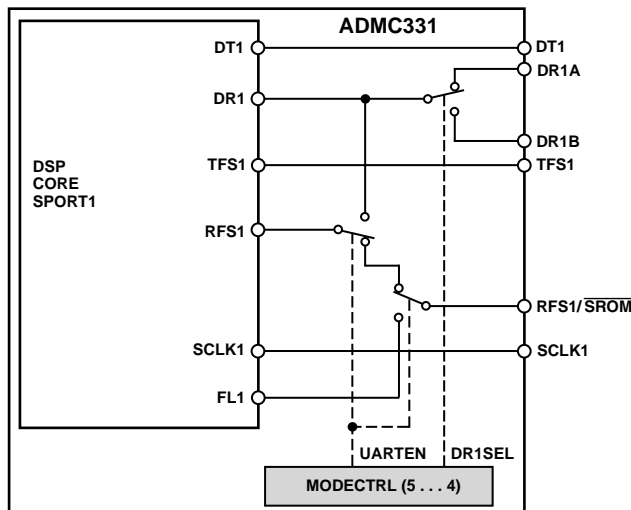 ADMC331
DT1
DT1
DR1A
DR1
DR1B
DSP
CORE
SPORT1
TFS1
TFS1
RFS1
RFS1/SROM
SCLK1
SCLK1
FL1
UARTEN
DR1SEL
MODECTRL (5 . . . 4)